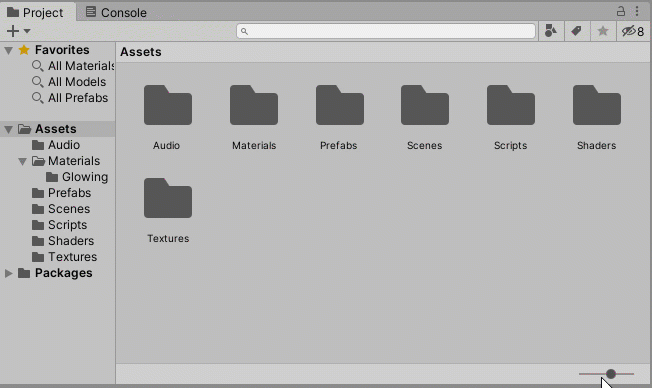 Project Console
8
Favorites
All Materials
All Models
All Prefabs
Assets
Audio
Materials
Glowing
Prefabs
Scenes
Scripts
Shaders
Textures
Packages
Assets
Audio Materials Prefabs Scenes Scripts Shaders
Textures